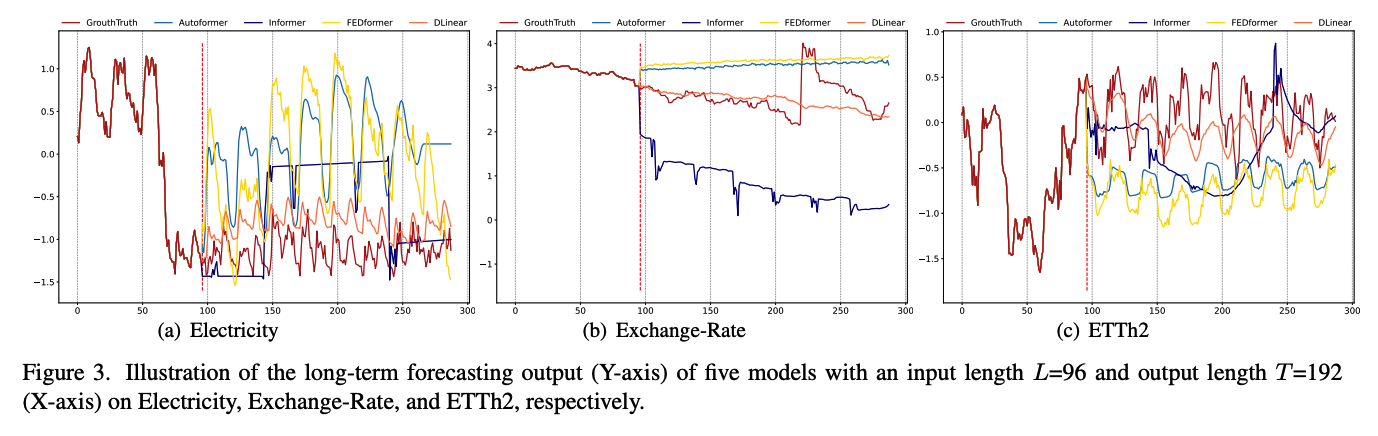 GrouthTruth Autoformer Informer FEDformer DLinear
1.0
0.5
0.0
−0.5
−1.0
−1.5
0 50 100 150 200 250 300
(a) Electricity
GrouthTruth Autoformer Informer FEDformer DLinear
4
3
2
1
0
−1
0 50 100 150 200 250 300
(b) Exchange-Rate
GrouthTruth Autoformer Informer FEDformer DLinear
1.0
0.5
0.0
−0.5
−1.0
−1.5
0 50 100 150 200 250 300
(c) ETTh2
Figure 3. Illustration of the long-term forecasting output (Y-axis) of five models with an input length L=96 and output length T=192
(X-axis) on Electricity, Exchange-Rate, and ETTh2, respectively.